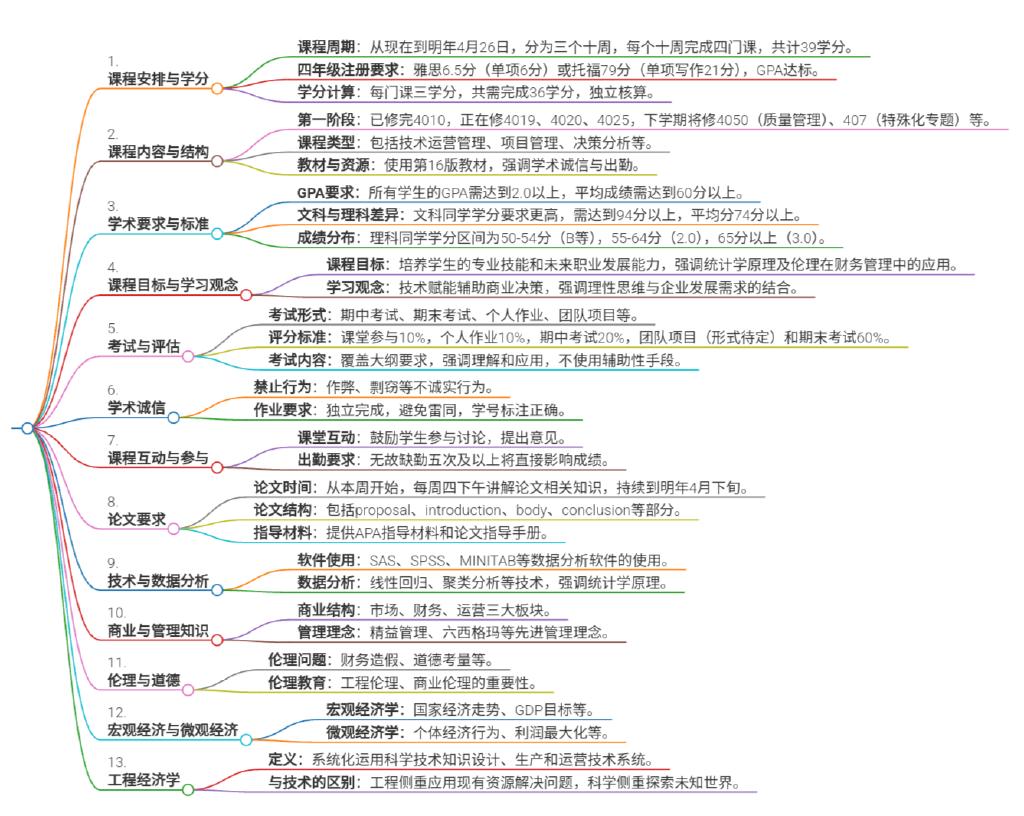 1.
课程安排与学分
课程周期：从现在到明年4月26日，分为三个十周，每个十周完成四门课，共计39学分。
四年级注册要求：雅思6.5分（单项6分）或托福79分（单项写作21分），GPA达标。
学分计算：每门课三学分，共需完成36学分，独立核算。
2.
课程内容与结构
第一阶段：已修完4010，正在修4019、4020、4025，下学期将修4050（质量管理）、407（特殊化专题）等。
课程类型：包括技术运营管理、项目管理、决策分析等。
教材与资源：使用第16版教材，强调学术诚信与出勤。
3.
学术要求与标准
GPA要求：所有学生的GPA需达到2.0以上，平均成绩需达到60分以上。
文科与理科差异：文科同学学分要求更高，需达到94分以上，平均分74分以上。
成绩分布：理科同学学分区间为50-54分（B等），55-64分（2.0），65分以上（3.0）。
4.
课程目标与学习观念
课程目标：培养学生的专业技能和未来职业发展能力，强调统计学原理及伦理在财务管理中的应用。
学习观念：技术赋能辅助商业决策，强调理性思维与企业发展需求的结合。
5.
考试与评估
考试形式：期中考试、期末考试、个人作业、团队项目等。
评分标准：课堂参与10%，个人作业10%，期中考试20%，团队项目（形式待定）和期末考试60%。
考试内容：覆盖大纲要求，强调理解和应用，不使用辅助性手段。
6.
学术诚信
禁止行为：作弊、剽窃等不诚实行为。
作业要求：独立完成，避免雷同，学号标注正确。
7.
课程互动与参与
课堂互动：鼓励学生参与讨论，提出意见。
出勤要求：无故缺勤五次及以上将直接影响成绩。
8.
论文要求
论文时间：从本周开始，每周四下午讲解论文相关知识，持续到明年4月下旬。
论文结构：包括proposal、introduction、body、conclusion等部分。
指导材料：提供APA指导材料和论文指导手册。
9.
技术与数据分析
软件使用：SAS、SPSS、MINITAB等数据分析软件的使用。
数据分析：线性回归、聚类分析等技术，强调统计学原理。
10.
商业与管理知识
商业结构：市场、财务、运营三大板块。
管理理念：精益管理、六西格玛等先进管理理念。
11.
伦理与道德
伦理问题：财务造假、道德考量等。
伦理教育：工程伦理、商业伦理的重要性。
12.
宏观经济与微观经济
宏观经济学：国家经济走势、GDP目标等。
微观经济学：个体经济行为、利润最大化等。
13.
工程经济学
定义：系统化运用科学技术知识设计、生产和运营技术系统。
与技术的区别：工程侧重应用现有资源解决问题，科学侧重探索未知世界。